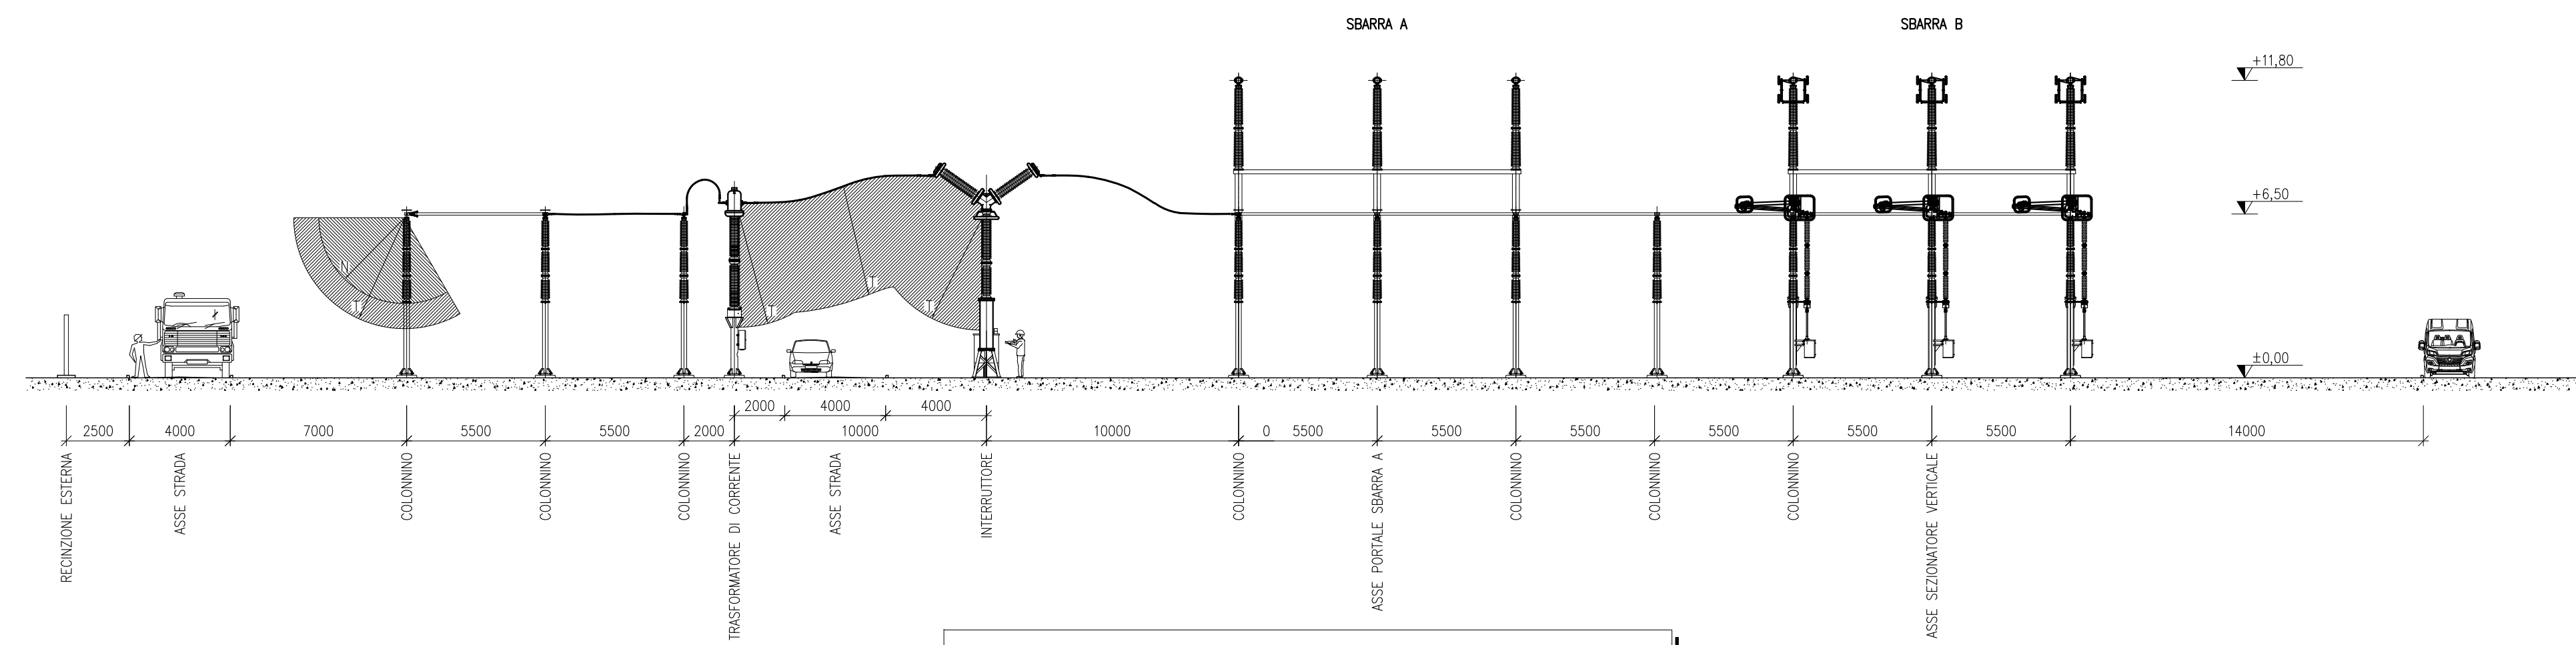 SBARRA A
SBARRA B
+11,80
+6,50
±0,00
N
T
T
T
T
2000
4000
4000
2500
4000
7000
5500
5500
2000
10000
10000
0
5500
5500
5500
5500
5500
5500
14000
RECINZIONE ESTERNA
ASSE STRADA
COLONNINO
COLONNINO
COLONNINO
TRASFORMATORE DI CORRENTE
ASSE STRADA
INTERRUTTORE
COLONNINO
ASSE PORTALE SBARRA A
COLONNINO
COLONNINO
COLONNINO
ASSE SEZIONATORE VERTICALE